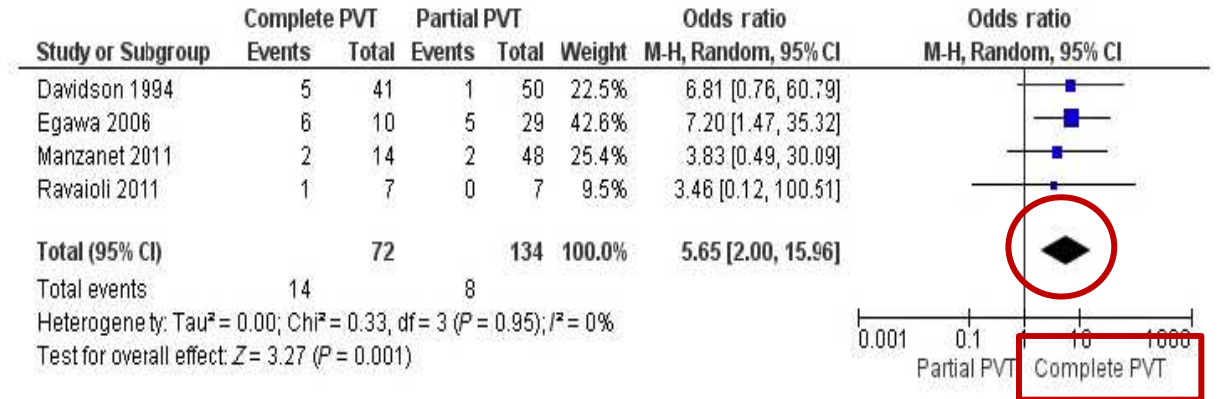 Complete PVT Partial PVT Odds ratio Odds ratio
Study or Subgroup Events Total Events Total Weight M-H, Random, 95% CI M-H, Random, 95% CI
Davidson 1994 5 41 1 50 22.5% 6.81 [0.76, 60.79]
Egawa 2006 6 10 5 29 42.6% 7.20 [1.47, 35.32]
Manzanet 2011 2 14 2 48 25.4% 3.83 [0.49, 30.09]
Ravaioli 2011 1 7 0 7 9.5% 3.46 [0.12, 100.51]
Total (95% CI) 72 134 100.0% 5.65 [2.00, 15.96]
Total events 14 8
Heterogeneity: Tau² = 0.00; Chi² = 0.33, df = 3 (P = 0.95); I² = 0%
Test for overall effect: Z = 3.27 (P = 0.001)
0.001 0.1 1 10 1000
Partial PVT Complete PVT